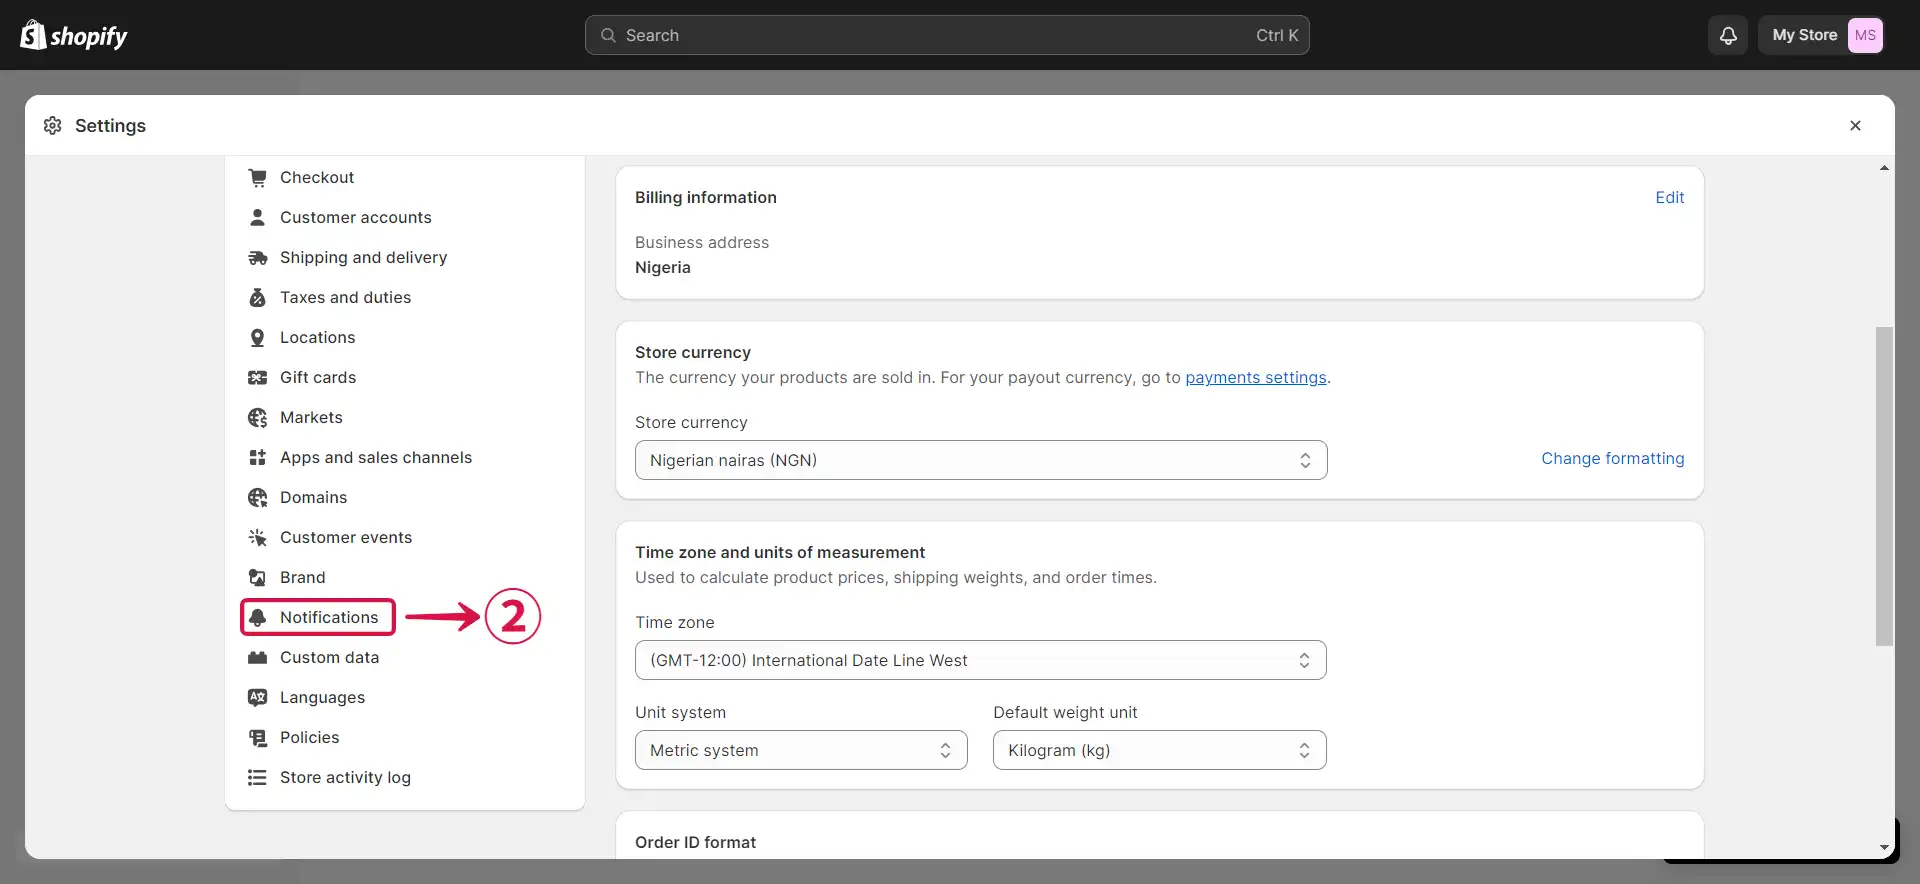 shopify
Search
Ctrl K
My Store
MS
Settings
Checkout
Customer accounts
Shipping and delivery
Taxes and duties
Locations
Gift cards
Markets
Apps and sales channels
Domains
Customer events
Brand
Notifications
2
Custom data
Languages
Policies
Store activity log
Billing information
Edit
Business address
Nigeria
Store currency
The currency your products are sold in. For your payout currency, go to payments settings.
Store currency
Nigerian nairas (NGN)
Change formatting
Time zone and units of measurement
Used to calculate product prices, shipping weights, and order times.
Time zone
(GMT-12:00) International Date Line West
Unit system
Default weight unit
Metric system
Kilogram (kg)
Order ID format